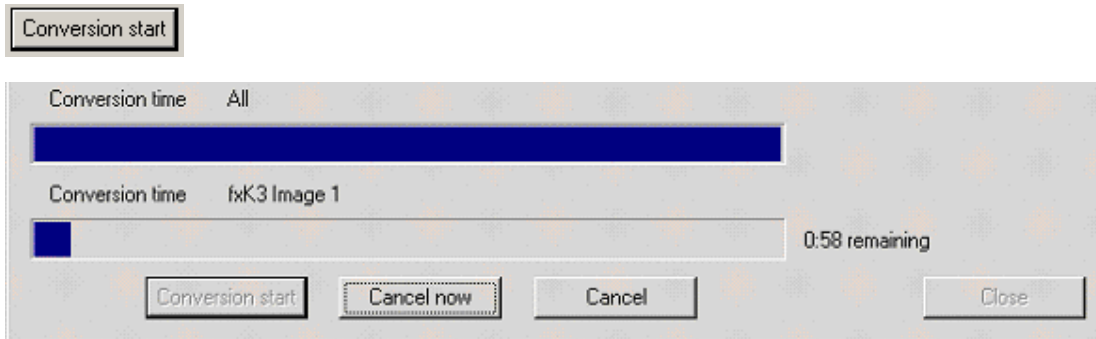 Conversion start
Conversion time All
Conversion time fxK3 Image 1
0:58 remaining
Conversion start Cancel now Cancel Close